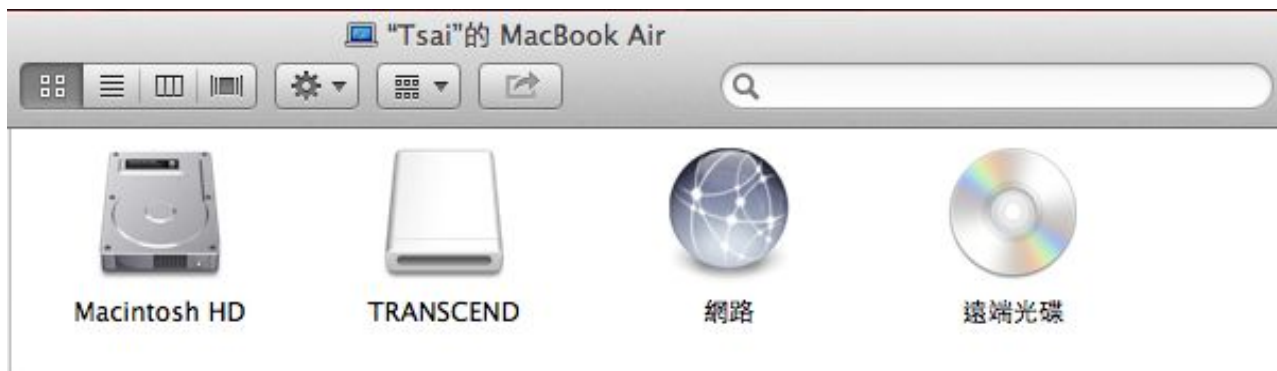 “Tsai”的 MacBook Air
Macintosh HD
TRANSCEND
網路
遠端光碟